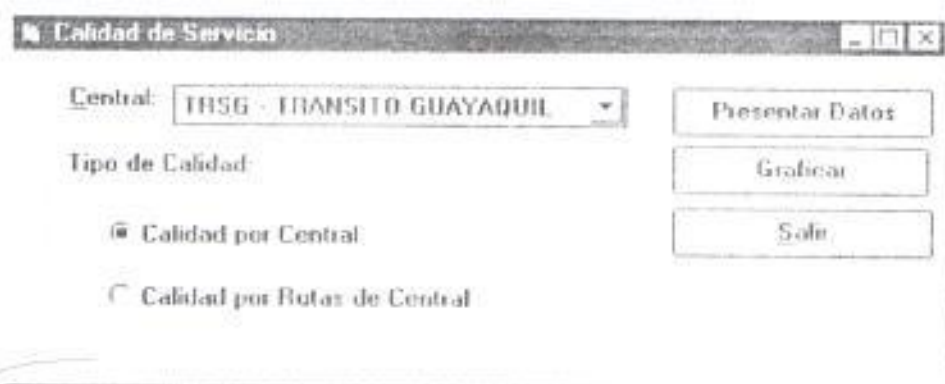 Calidad de Servicio
Central: TRSG - TRANSITO GUAYAQUIL
Presentar Datos
Tipo de Calidad
Graficar
Calidad por Central
Salir
Calidad por Rutas de Central